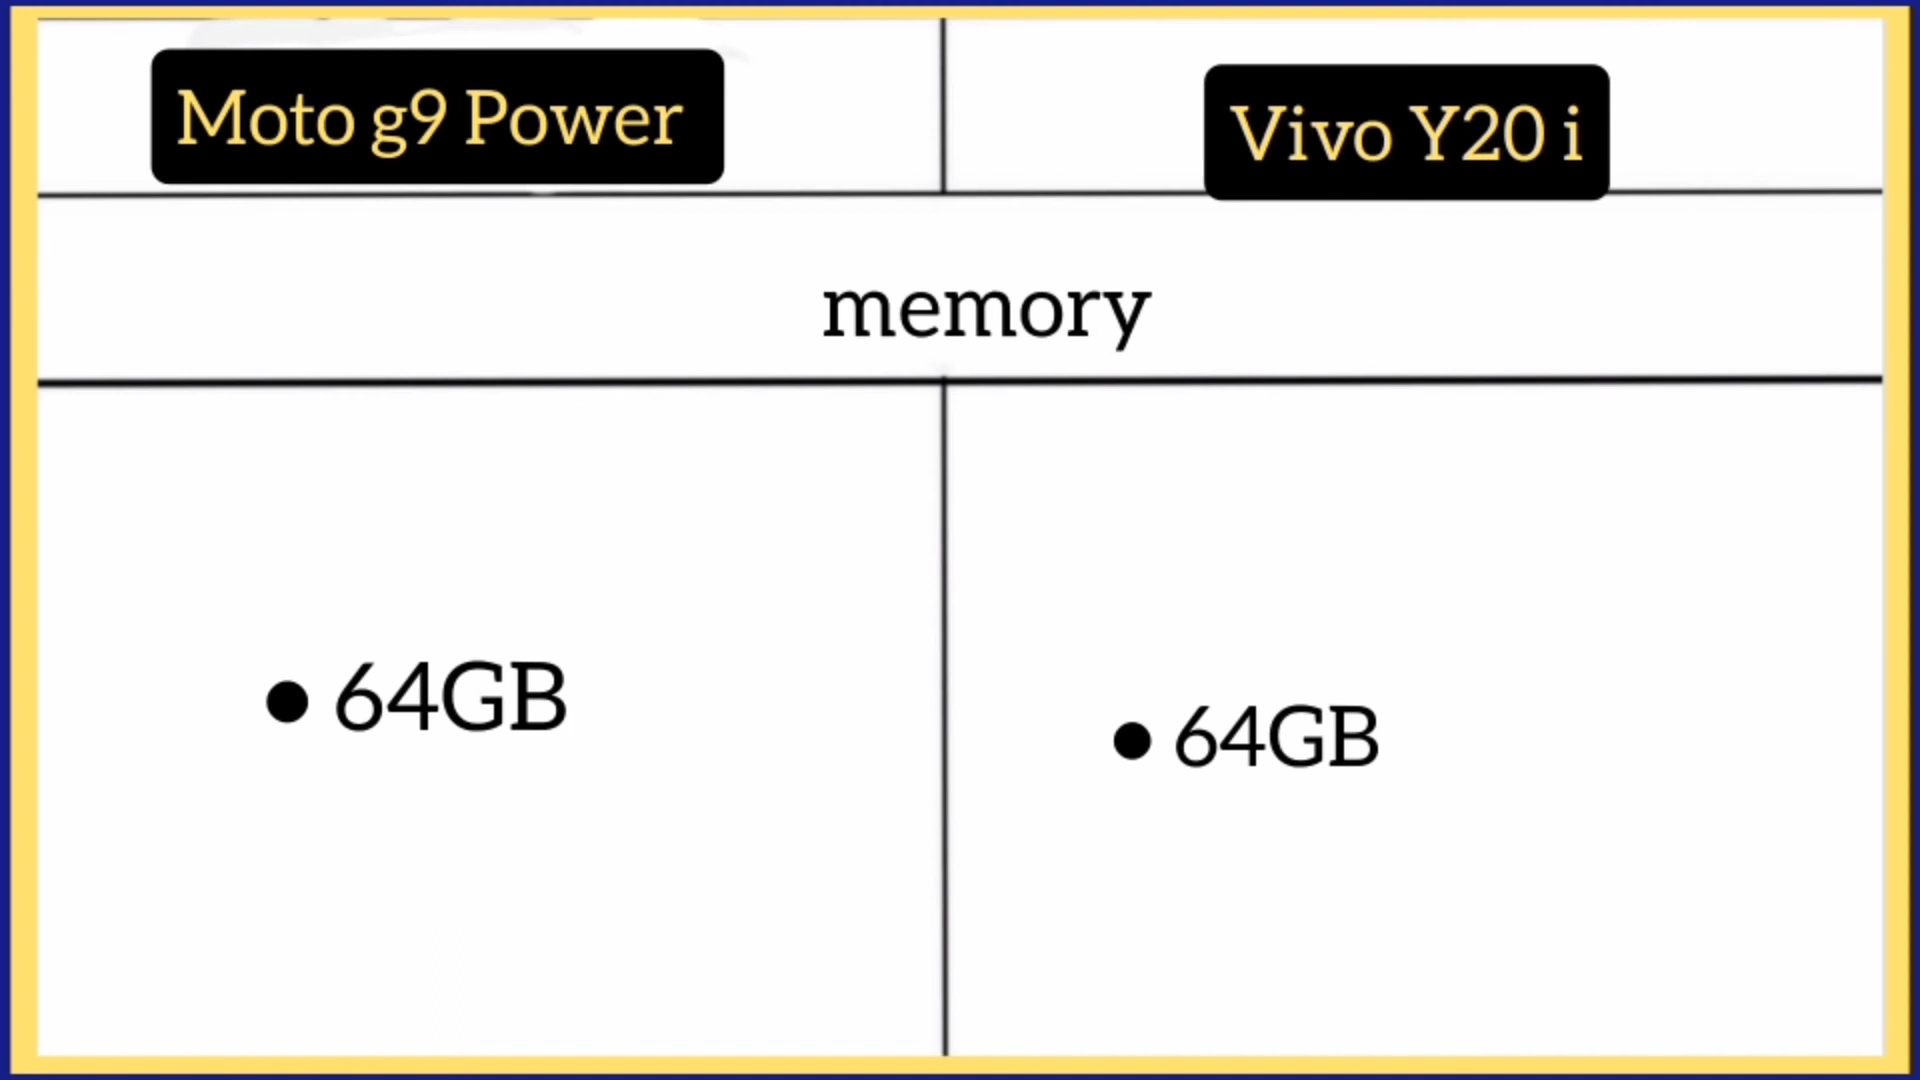 Moto g9 Power
Vivo Y20 i
memory
• 64GB
• 64GB